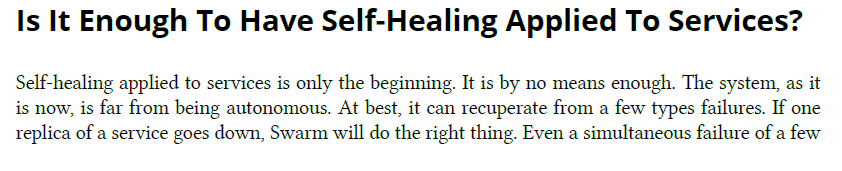 Is It Enough To Have Self-Healing Applied To Services?
Self-healing applied to services is only the beginning. It is by no means enough. The system, as it
is now, is far from being autonomous. At best, it can recuperate from a few types failures. If one
replica of a service goes down, Swarm will do the right thing. Even a simultaneous failure of a few